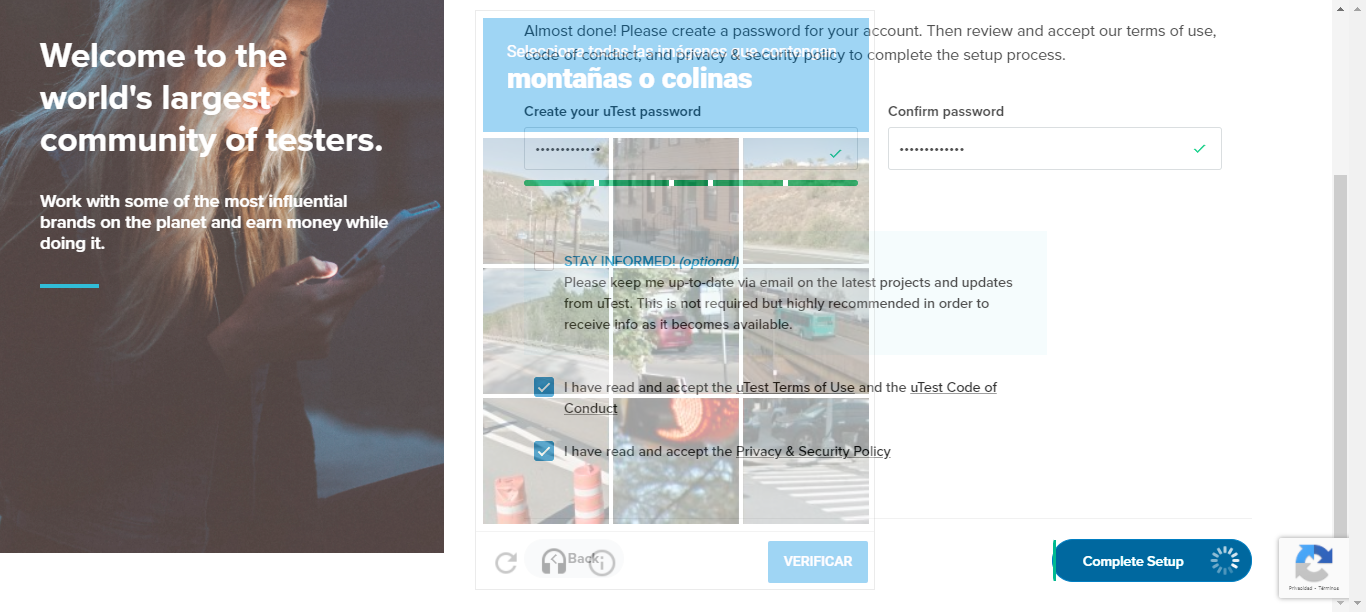 Welcome to the
world's largest
community of testers.
Work with some of the most influential
brands on the planet and earn money while
doing it.
Almost done! Please create a password for your account. Then review and accept our terms of use,
code of conduct, and privacy & security policy to complete the setup process.
Selecciona todas las imágenes que contengan
montañas o colinas
Create your uTest password
Confirm password
STAY INFORMED! (optional)
Please keep me up-to-date via email on the latest projects and updates
from uTest. This is not required but highly recommended in order to
receive info as it becomes available.
I have read and accept the uTest Terms of Use and the uTest Code of
Conduct
I have read and accept the Privacy & Security Policy
Back
VERIFICAR
Complete Setup
Privacidad - Términos